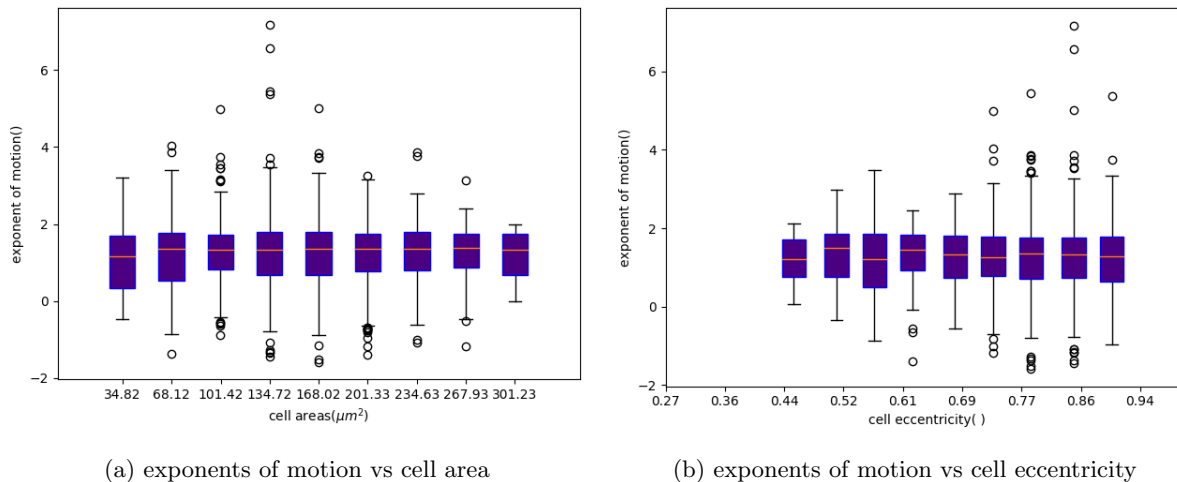 exponent of motion()
6
4
2
0
−2
34.82 68.12 101.42 134.72 168.02 201.33 234.63 267.93 301.23
cell areas(μm²)
(a) exponents of motion vs cell area
exponent of motion()
6
4
2
0
−2
0.27 0.36 0.44 0.52 0.61 0.69 0.77 0.86 0.94
cell eccentricity( )
(b) exponents of motion vs cell eccentricity